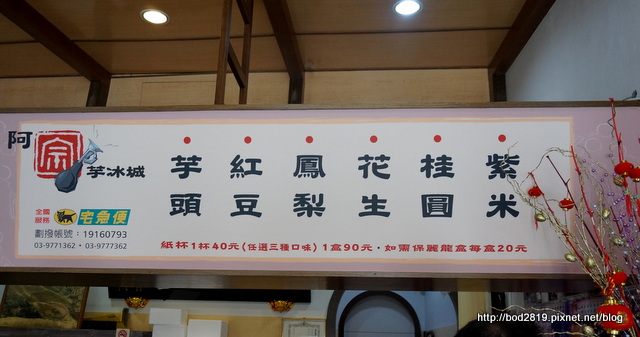 阿宗芋冰城
全國服務 宅急便
劃撥帳號：19160793
03-9771362・03-9777362
芋頭 紅豆 鳳梨 花生 桂圓 紫米
紙杯1杯40元(任選三種口味) 1盒90元・如需保麗龍盒每盒20元
http://bod2819.pixnet.net/blog